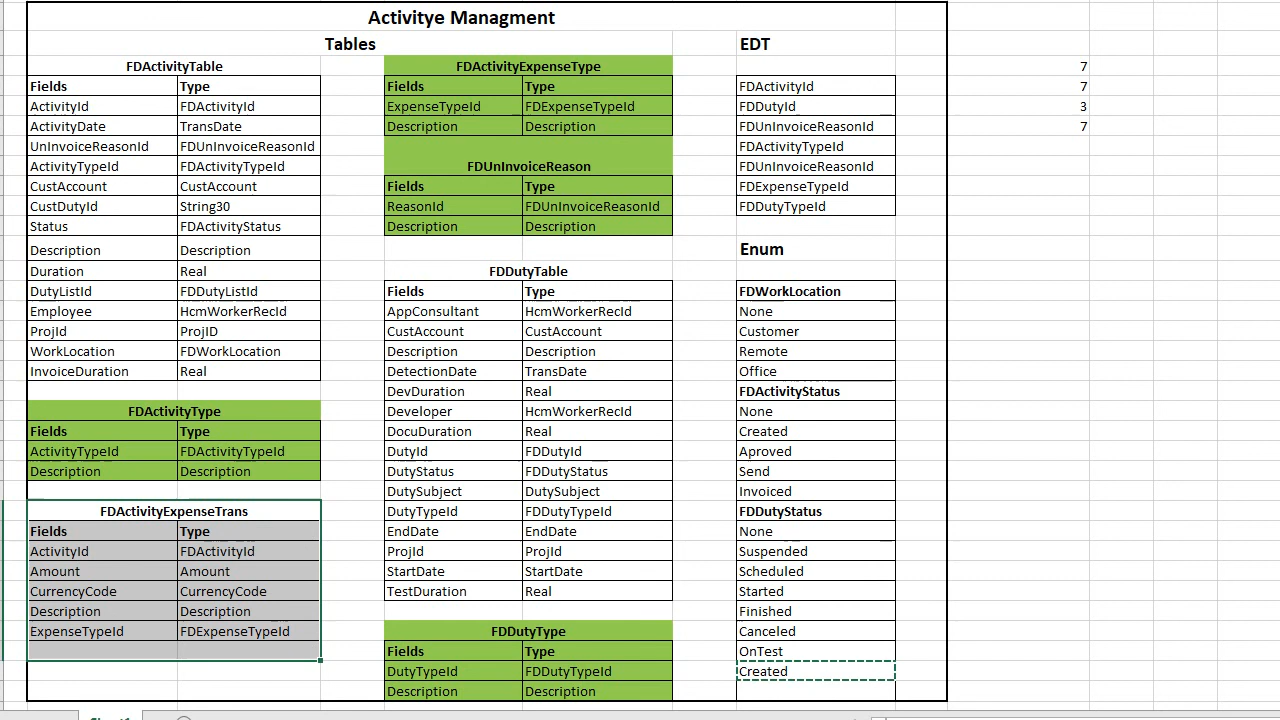 Activitye Managment
Tables
EDT
FDActivityTable
Fields Type
ActivityId FDActivityId
ActivityDate TransDate
UnInvoiceReasonId FDUnInvoiceReasonId
ActivityTypeId FDActivityTypeId
CustAccount CustAccount
CustDutyId String30
Status FDActivityStatus
Description Description
Duration Real
DutyListId FDDutyListId
Employee HcmWorkerRecId
ProjId ProjID
WorkLocation FDWorkLocation
InvoiceDuration Real
FDActivityType
Fields Type
ActivityTypeId FDActivityTypeId
Description Description
FDActivityExpenseTrans
Fields Type
ActivityId FDActivityId
Amount Amount
CurrencyCode CurrencyCode
Description Description
ExpenseTypeId FDExpenseTypeId
FDActivityExpenseType
Fields Type
ExpenseTypeId FDExpenseTypeId
Description Description
FDUnInvoiceReason
Fields Type
ReasonId FDUnInvoiceReasonId
Description Description
FDDutyTable
Fields Type
AppConsultant HcmWorkerRecId
CustAccount CustAccount
Description Description
DetectionDate TransDate
DevDuration Real
Developer HcmWorkerRecId
DocuDuration Real
DutyId FDDutyId
DutyStatus FDDutyStatus
DutySubject DutySubject
DutyTypeId FDDutyTypeId
EndDate EndDate
ProjId ProjId
StartDate StartDate
TestDuration Real
FDDutyType
Fields Type
DutyTypeId FDDutyTypeId
Description Description
FDActivityId
FDDutyId
FDUnInvoiceReasonId
FDActivityTypeId
FDUnInvoiceReasonId
FDExpenseTypeId
FDDutyTypeId
Enum
FDWorkLocation
None
Customer
Remote
Office
FDActivityStatus
None
Created
Aproved
Send
Invoiced
FDDutyStatus
None
Suspended
Scheduled
Started
Finished
Canceled
OnTest
Created
7
7
3
7